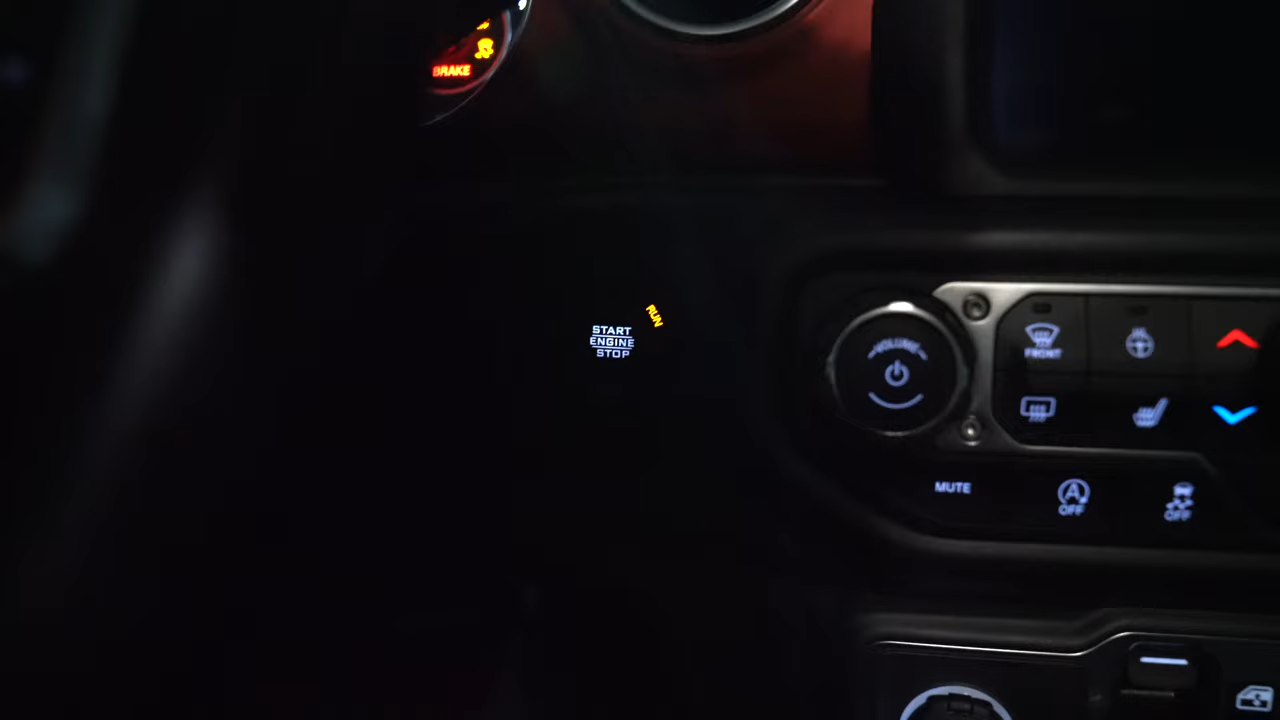 BRAKE
RUN
START
ENGINE
STOP
VOLUME
FRONT
MUTE
A
OFF
OFF